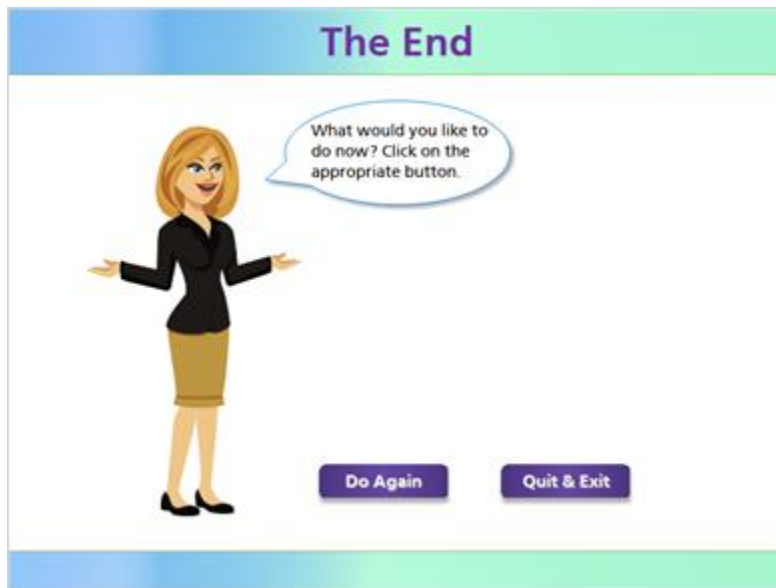 The End
What would you like to
do now? Click on the
appropriate button.
Do Again
Quit & Exit